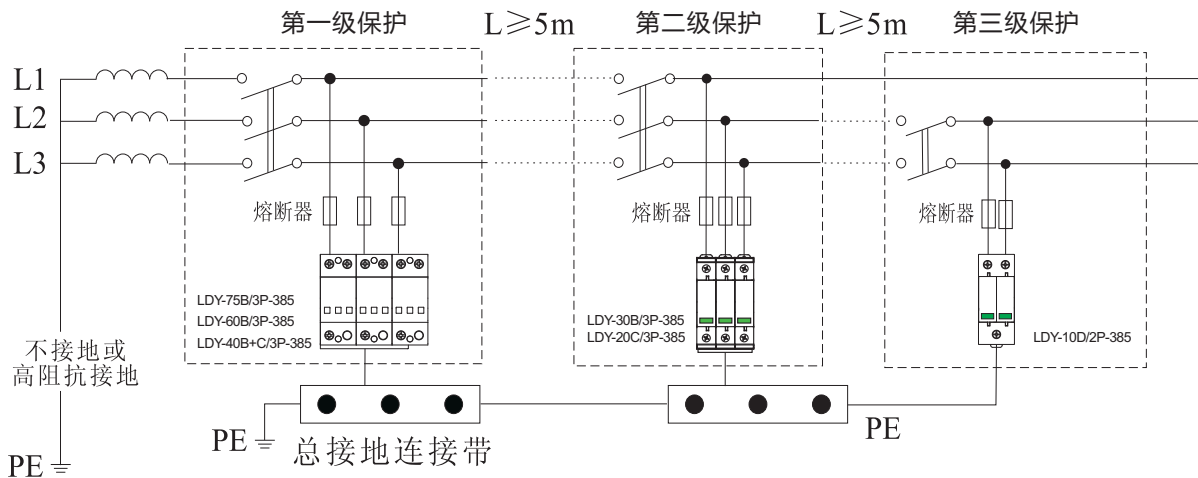 第一级保护
L≥5m
第二级保护
L≥5m
第三级保护
L1
L2
L3
熔断器
熔断器
熔断器
LDY-75B/3P-385
LDY-60B/3P-385
LDY-40B+C/3P-385
LDY-30B/3P-385
LDY-20C/3P-385
LDY-10D/2P-385
不接地或
高阻抗接地
PE
总接地连接带
PE
PE